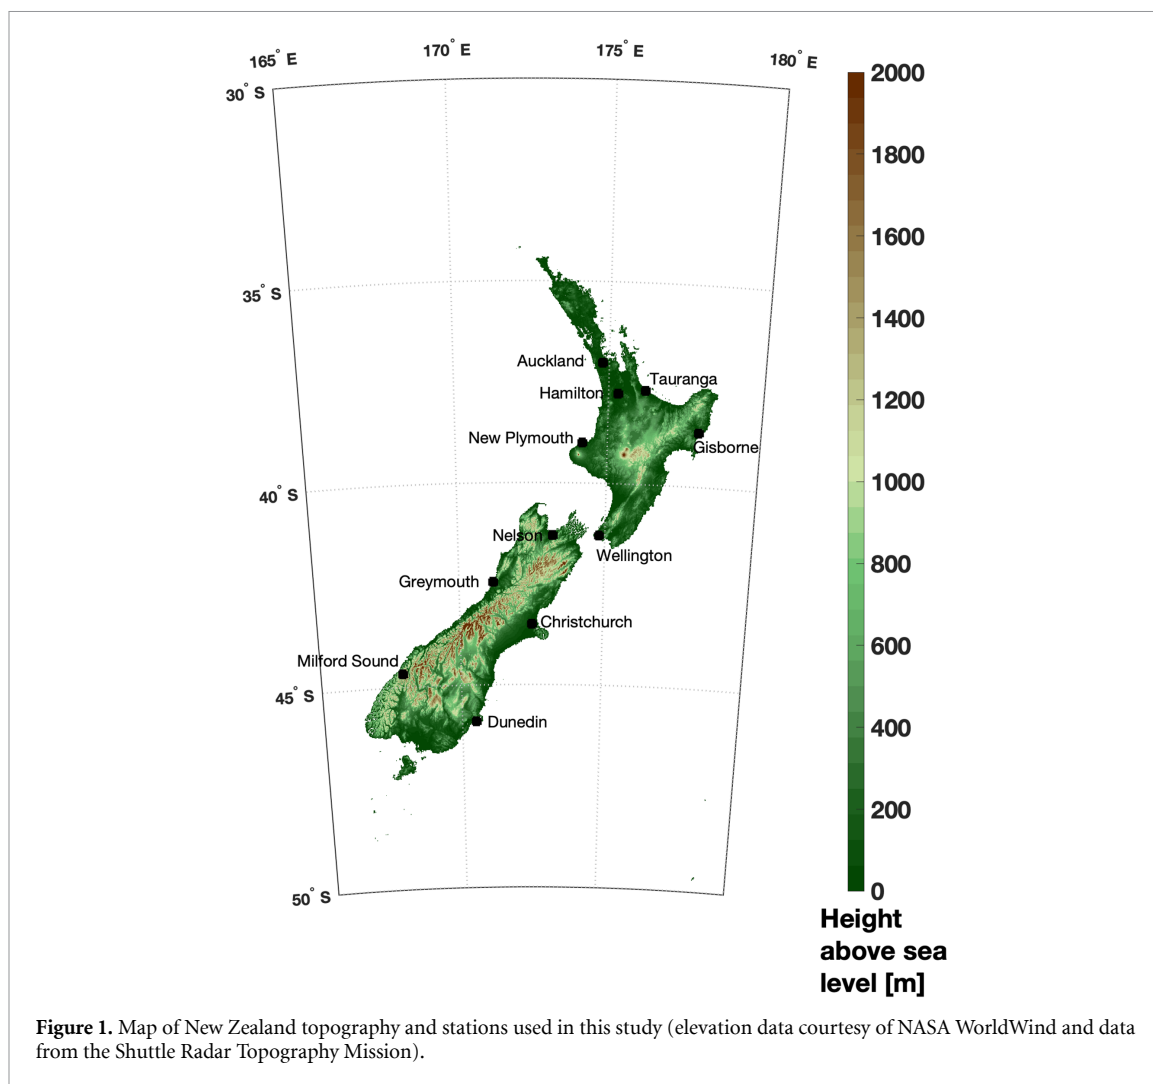 165° E
170° E
175° E
180° E
30° S
35° S
40° S
45° S
50° S
Auckland
Tauranga
Hamilton
New Plymouth
Gisborne
Nelson
Wellington
Greymouth
Christchurch
Milford Sound
Dunedin
2000
1800
1600
1400
1200
1000
800
600
400
200
0
Height
above sea
level [m]
Figure 1. Map of New Zealand topography and stations used in this study (elevation data courtesy of NASA WorldWind and data
from the Shuttle Radar Topography Mission).